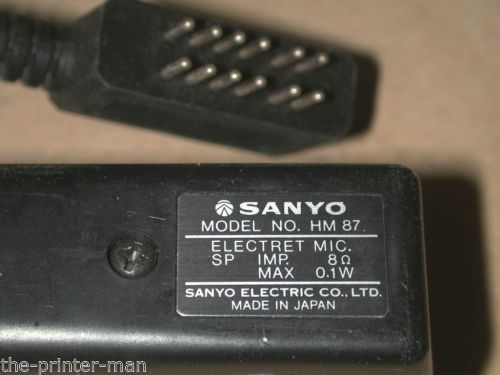 SANYO
MODEL NO. HM 87.
ELECTRET MIC.
SP IMP. 8Ω
MAX 0.1W
SANYO ELECTRIC CO., LTD.
MADE IN JAPAN
the-printer-man